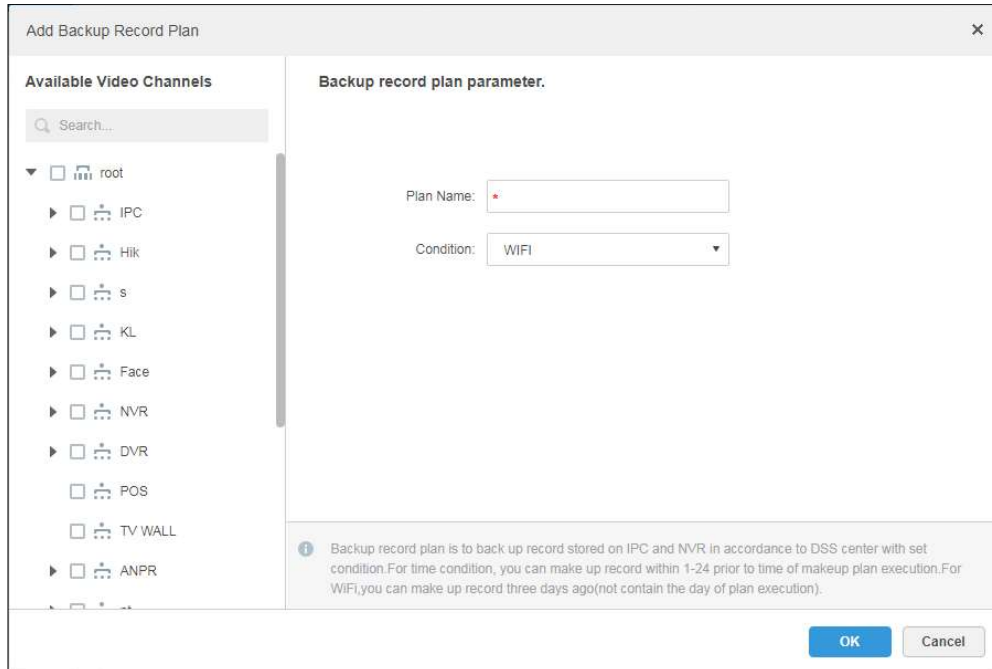 Add Backup Record Plan
Available Video Channels
Search...
root
IPC
Hik
s
KL
Face
NVR
DVR
POS
TV WALL
ANPR
Backup record plan parameter.
Plan Name: *
Condition: WIFI
Backup record plan is to back up record stored on IPC and NVR in accordance to DSS center with set
condition.For time condition, you can make up record within 1-24 prior to time of makeup plan execution.For
WiFi,you can make up record three days ago(not contain the day of plan execution).
OK Cancel